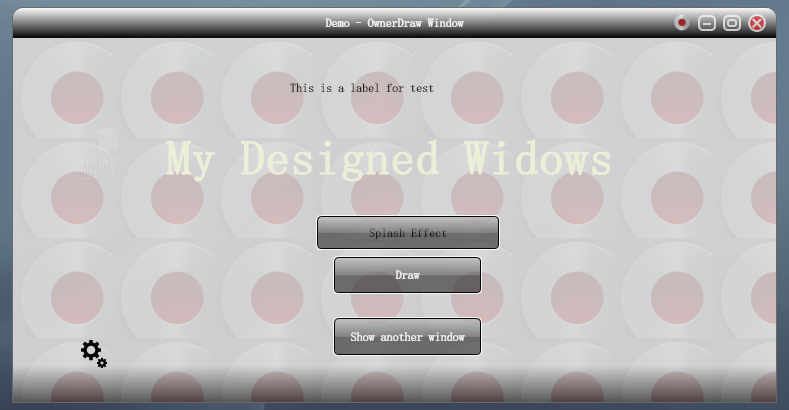 Demo - OwnerDraw Window
This is a label for test
My Designed Widows
Splash Effect
Draw
Show another window